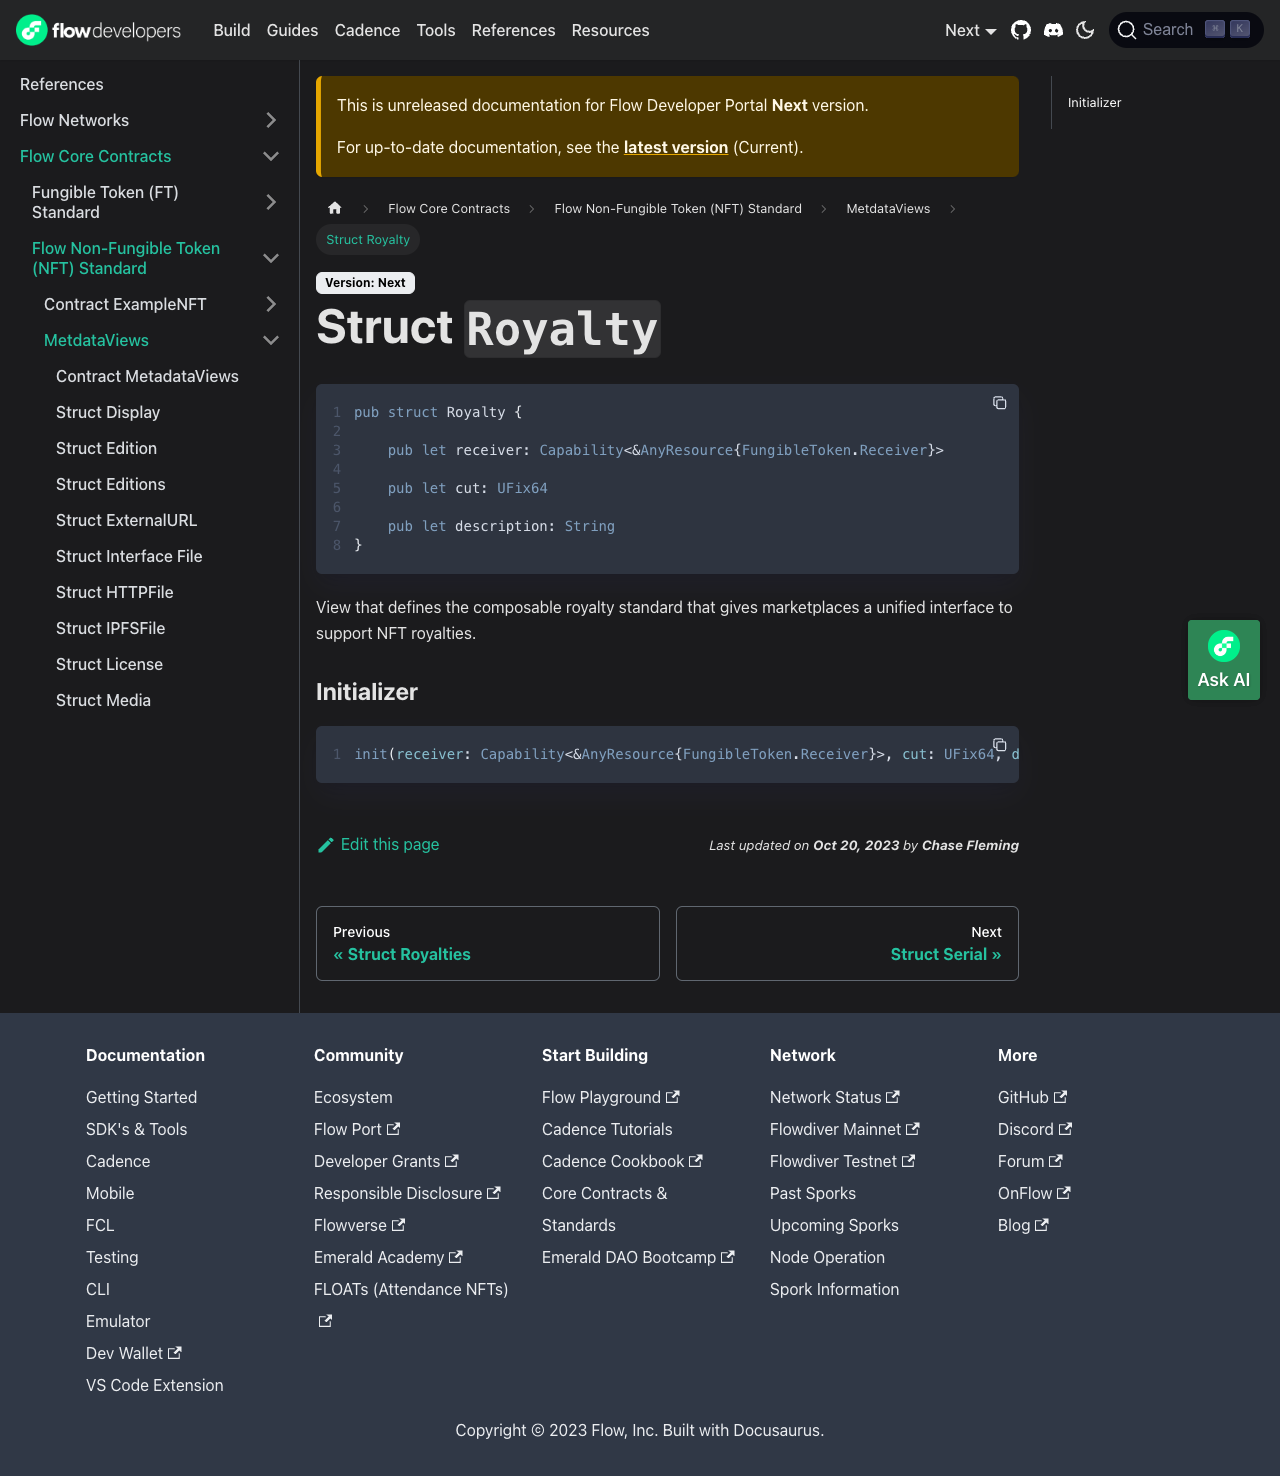 flowdevelopers
Build Guides Cadence Tools References Resources
Next
Search ⌘ K
References
Flow Networks
Flow Core Contracts
Fungible Token (FT)
Standard
Flow Non-Fungible Token
(NFT) Standard
Contract ExampleNFT
MetdataViews
Contract MetadataViews
Struct Display
Struct Edition
Struct Editions
Struct ExternalURL
Struct Interface File
Struct HTTPFile
Struct IPFSFile
Struct License
Struct Media
This is unreleased documentation for Flow Developer Portal Next version.
For up-to-date documentation, see the latest version (Current).
Flow Core Contracts
Flow Non-Fungible Token (NFT) Standard
MetdataViews
Struct Royalty
Version: Next
Struct Royalty
1 pub struct Royalty {
2
3 pub let receiver: Capability<&AnyResource{FungibleToken.Receiver}>
4
5 pub let cut: UFix64
6
7 pub let description: String
8 }
View that defines the composable royalty standard that gives marketplaces a unified interface to
support NFT royalties.
Initializer
1 init(receiver: Capability<&AnyResource{FungibleToken.Receiver}>, cut: UFix64, d
Edit this page
Last updated on Oct 20, 2023 by Chase Fleming
Previous
« Struct Royalties
Next
Struct Serial »
Initializer
Ask AI
Documentation
Getting Started
SDK's & Tools
Cadence
Mobile
FCL
Testing
CLI
Emulator
Dev Wallet
VS Code Extension
Community
Ecosystem
Flow Port
Developer Grants
Responsible Disclosure
Flowverse
Emerald Academy
FLOATs (Attendance NFTs)
Start Building
Flow Playground
Cadence Tutorials
Cadence Cookbook
Core Contracts &
Standards
Emerald DAO Bootcamp
Network
Network Status
Flowdiver Mainnet
Flowdiver Testnet
Past Sporks
Upcoming Sporks
Node Operation
Spork Information
More
GitHub
Discord
Forum
OnFlow
Blog
Copyright © 2023 Flow, Inc. Built with Docusaurus.